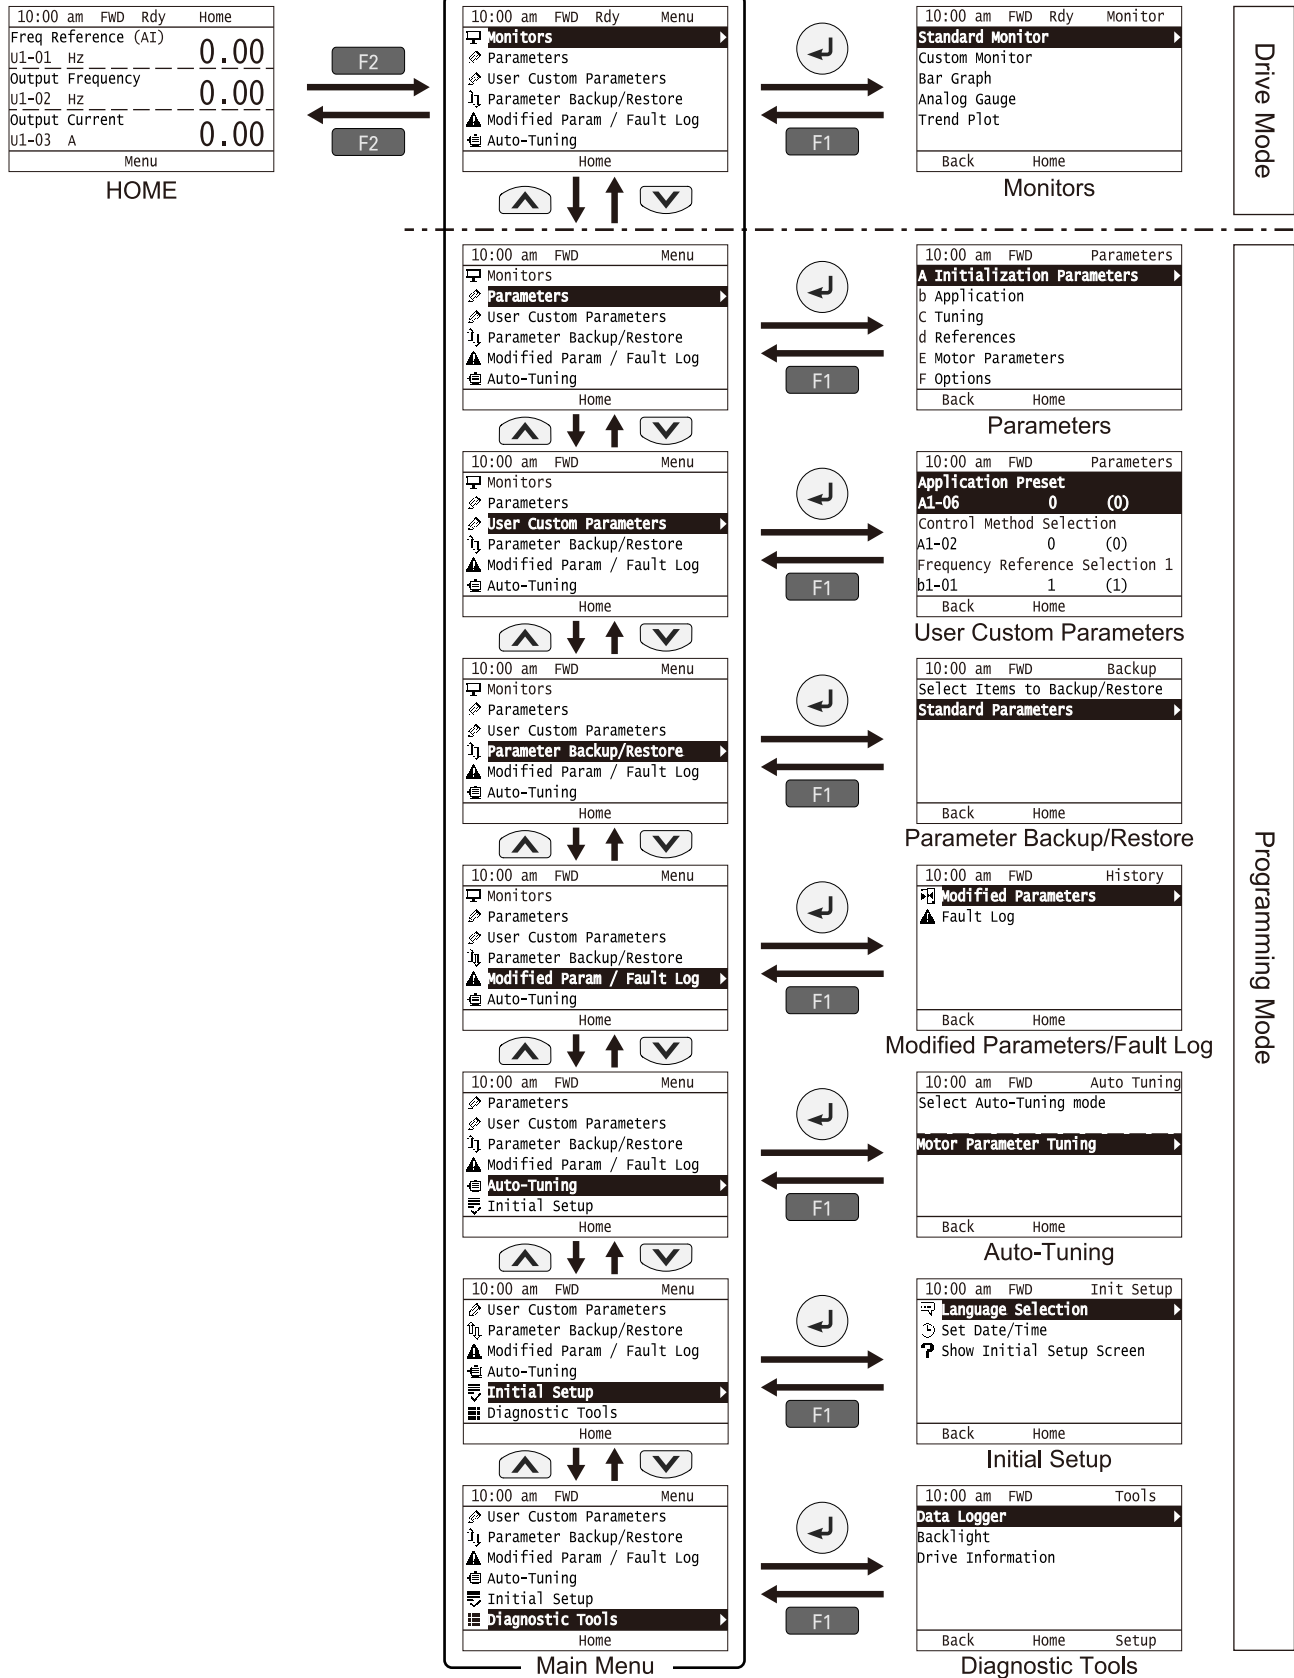 10:00 am FWD Rdy Home
Freq Reference (AI)
U1-01 Hz 0.00
Output Frequency
U1-02 Hz 0.00
Output Current
U1-03 A 0.00
Menu
HOME
F2
F2
10:00 am FWD Rdy Menu
Monitors
Parameters
User Custom Parameters
Parameter Backup/Restore
Modified Param / Fault Log
Auto-Tuning
Home
F1
10:00 am FWD Rdy Monitor
Standard Monitor
Custom Monitor
Bar Graph
Analog Gauge
Trend Plot
Back Home
Monitors
Drive Mode
10:00 am FWD Menu
Monitors
Parameters
User Custom Parameters
Parameter Backup/Restore
Modified Param / Fault Log
Auto-Tuning
Home
F1
10:00 am FWD Parameters
A Initialization Parameters
b Application
C Tuning
d References
E Motor Parameters
F Options
Back Home
Parameters
10:00 am FWD Menu
Monitors
Parameters
User Custom Parameters
Parameter Backup/Restore
Modified Param / Fault Log
Auto-Tuning
Home
F1
10:00 am FWD Parameters
Application Preset
A1-06 0 (0)
Control Method Selection
A1-02 0 (0)
Frequency Reference Selection 1
b1-01 1 (1)
Back Home
User Custom Parameters
10:00 am FWD Menu
Monitors
Parameters
User Custom Parameters
Parameter Backup/Restore
Modified Param / Fault Log
Auto-Tuning
Home
F1
10:00 am FWD Backup
Select Items to Backup/Restore
Standard Parameters
Back Home
Parameter Backup/Restore
10:00 am FWD Menu
Monitors
Parameters
User Custom Parameters
Parameter Backup/Restore
Modified Param / Fault Log
Auto-Tuning
Home
F1
10:00 am FWD History
Modified Parameters
Fault Log
Back Home
Modified Parameters/Fault Log
10:00 am FWD Menu
Parameters
User Custom Parameters
Parameter Backup/Restore
Modified Param / Fault Log
Auto-Tuning
Initial Setup
Home
F1
10:00 am FWD Auto Tuning
Select Auto-Tuning mode
Motor Parameter Tuning
Back Home
Auto-Tuning
10:00 am FWD Menu
User Custom Parameters
Parameter Backup/Restore
Modified Param / Fault Log
Auto-Tuning
Initial Setup
Diagnostic Tools
Home
F1
10:00 am FWD Init Setup
Language Selection
Set Date/Time
Show Initial Setup Screen
Back Home
Initial Setup
10:00 am FWD Menu
User Custom Parameters
Parameter Backup/Restore
Modified Param / Fault Log
Auto-Tuning
Initial Setup
Diagnostic Tools
Home
Main Menu
F1
10:00 am FWD Tools
Data Logger
Backlight
Drive Information
Back Home Setup
Diagnostic Tools
Programming Mode